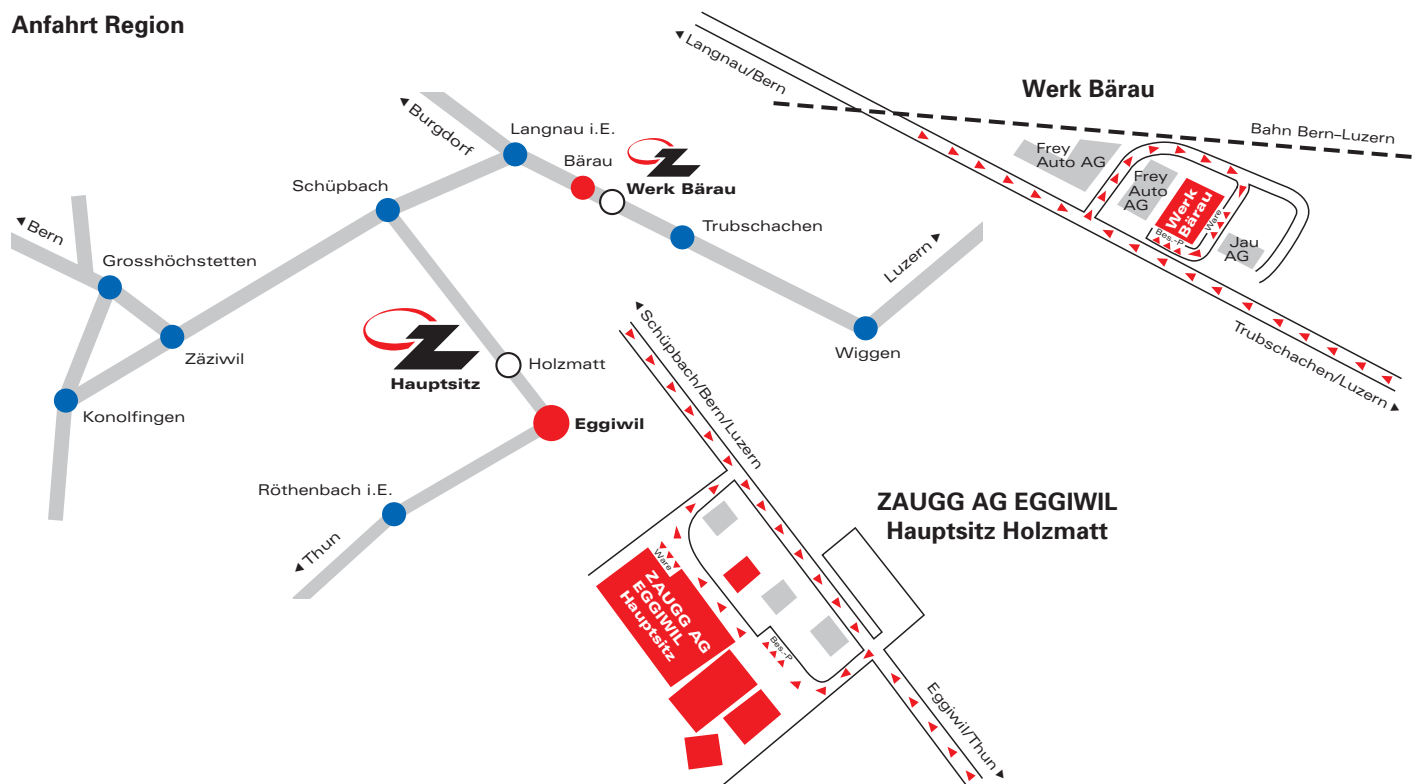 Anfahrt Region
Burgdorf
Langnau i.E.
Bärau
Werk Bärau
Schüpbach
Trubschachen
Bern
Grosshöchstetten
Luzern
Zäziwil
Wiggen
Hauptsitz
Holzmatt
Konolfingen
Eggiwil
Röthenbach i.E.
Thun
Langnau/Bern
Werk Bärau
Bahn Bern–Luzern
Frey
Auto AG
Frey
Auto
AG
Werk
Bärau
Ware
Bes.-P
Jau
AG
Trubschachen/Luzern
Schüpbach/Bern/Luzern
ZAUGG AG EGGIWIL
Hauptsitz Holzmatt
Ware
ZAUGG AG
EGGIWIL
Hauptsitz
Bes.-P
Eggiwil/Thun